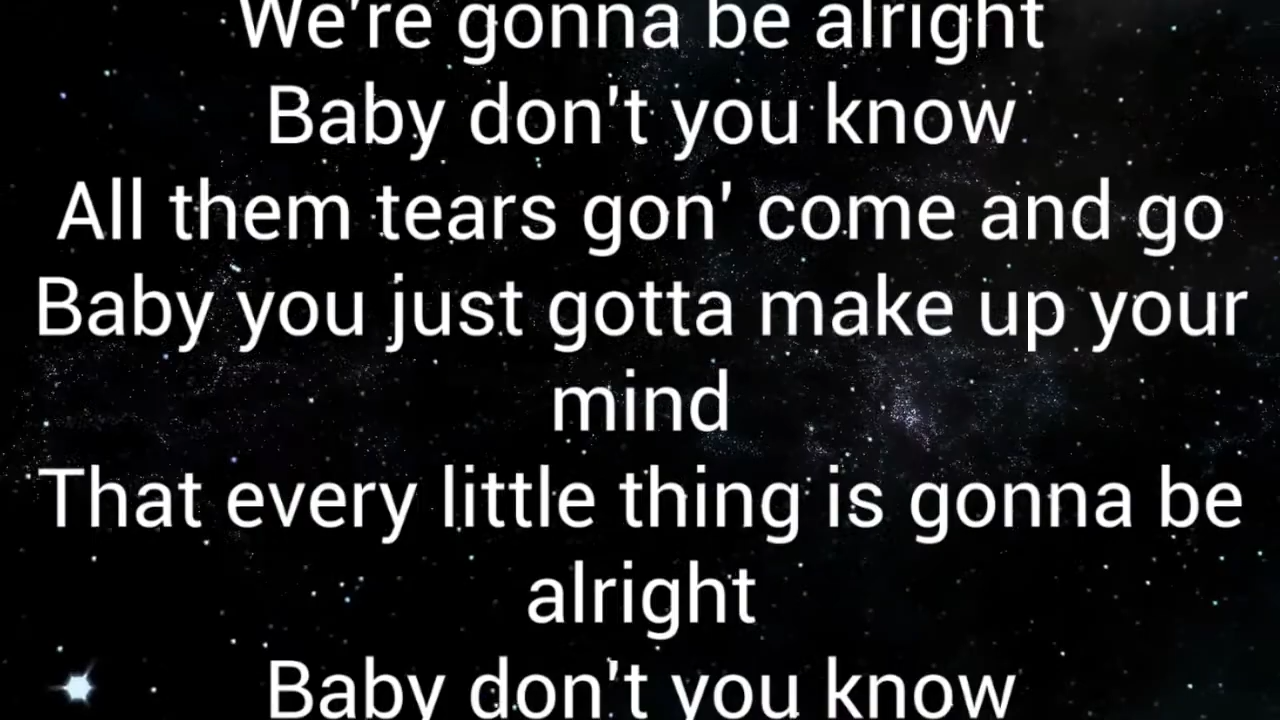 We're gonna be alright
Baby don't you know
All them tears gon' come and go
Baby you just gotta make up your
mind
That every little thing is gonna be
alright
Baby don't you know